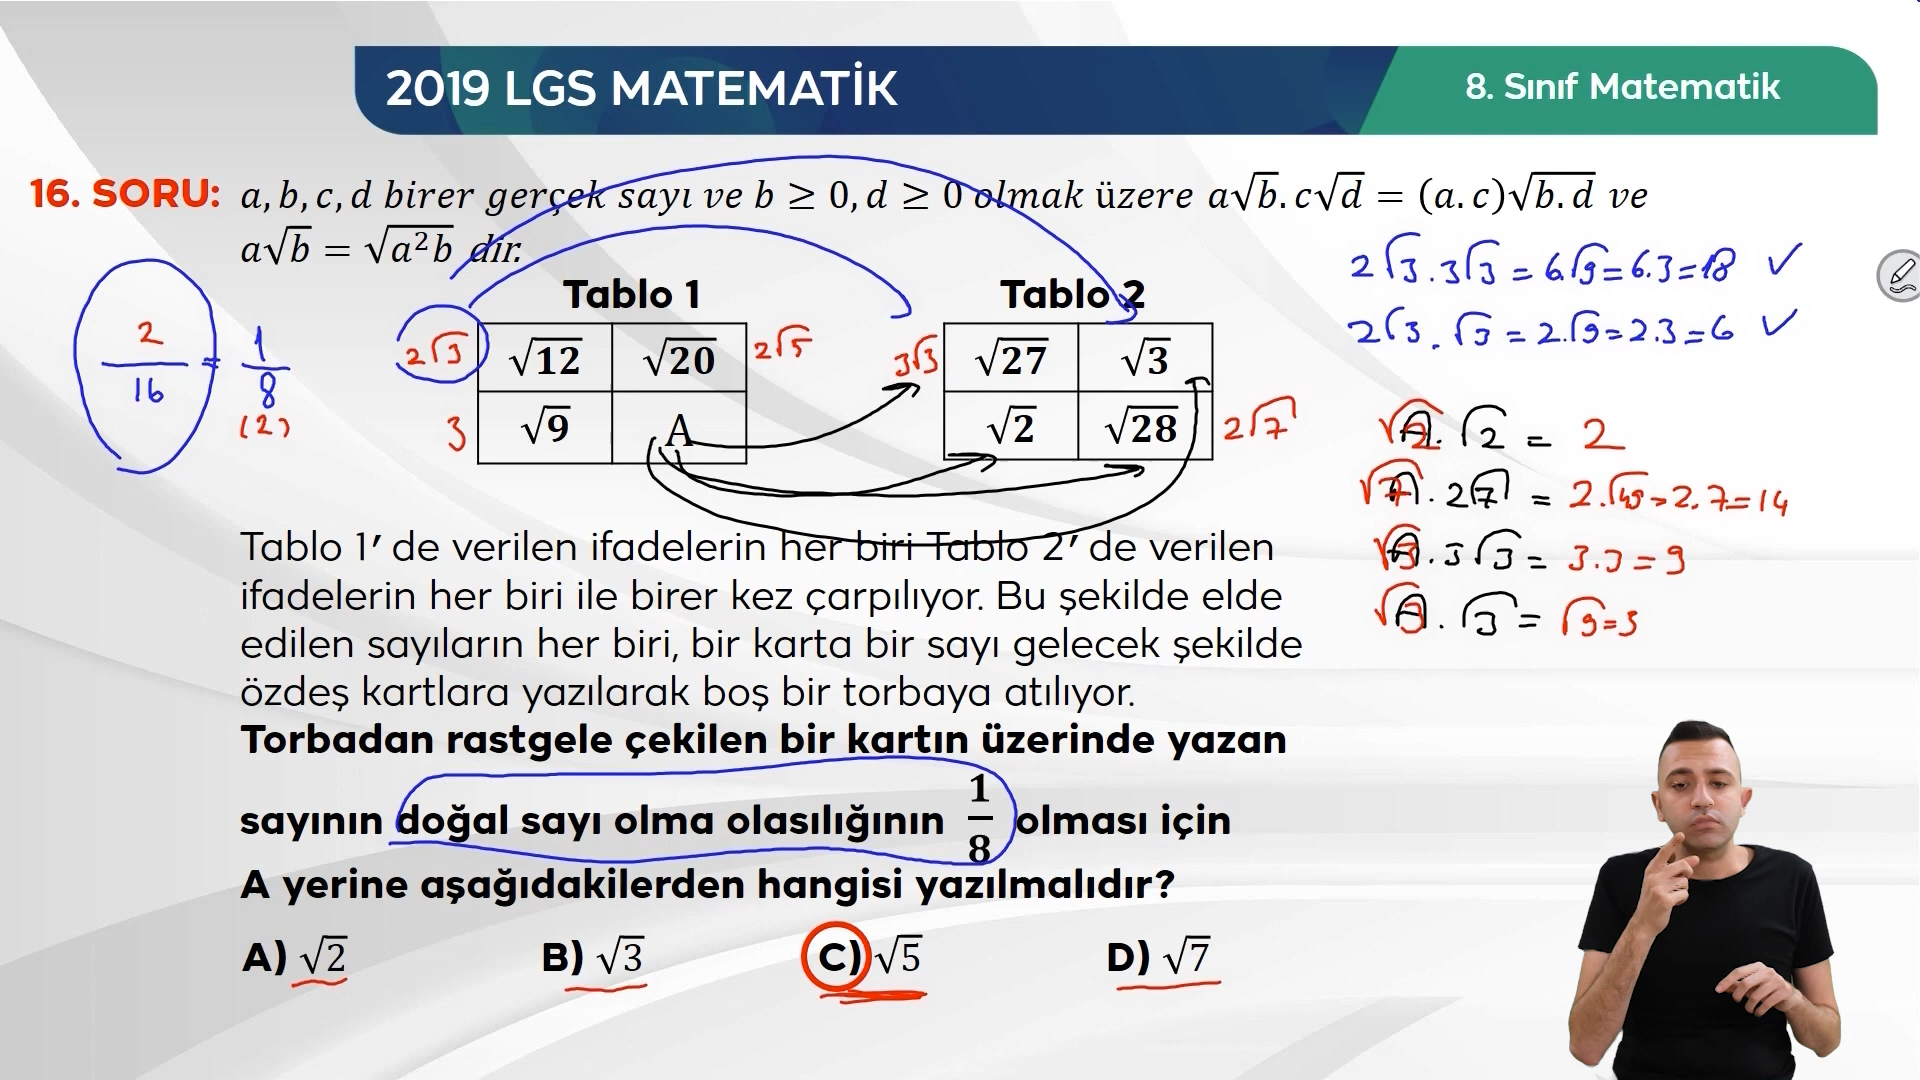 2019 LGS MATEMATİK
8. Sınıf Matematik
16. SORU: a, b, c, d birer gerçek sayı ve b ≥ 0, d ≥ 0 olmak üzere a√b. c√d = (a. c)√b. d ve
a√b = √a²b dir.
2√3 . 3√3 = 6.√9 = 6.3 = 18 ✓
2√3 . √3 = 2.√9 = 2.3 = 6 ✓
Tablo 1
Tablo 2
2/16 = 1/8
(2)
2√3 √12 √20 2√5
3 √9 A
3√3 √27 √3
√2 √28 2√7
√2 . √2 = 2
√7 . 2√7 = 2.√49 = 2.7 = 14
√3 . 3√3 = 3.3 = 9
√3 . √3 = √9 = 3
Tablo 1′ de verilen ifadelerin her biri Tablo 2′ de verilen
ifadelerin her biri ile birer kez çarpılıyor. Bu şekilde elde
edilen sayıların her biri, bir karta bir sayı gelecek şekilde
özdeş kartlara yazılarak boş bir torbaya atılıyor.
Torbadan rastgele çekilen bir kartın üzerinde yazan
sayının doğal sayı olma olasılığının 1/8 olması için
A yerine aşağıdakilerden hangisi yazılmalıdır?
A) √2 B) √3 C) √5 D) √7